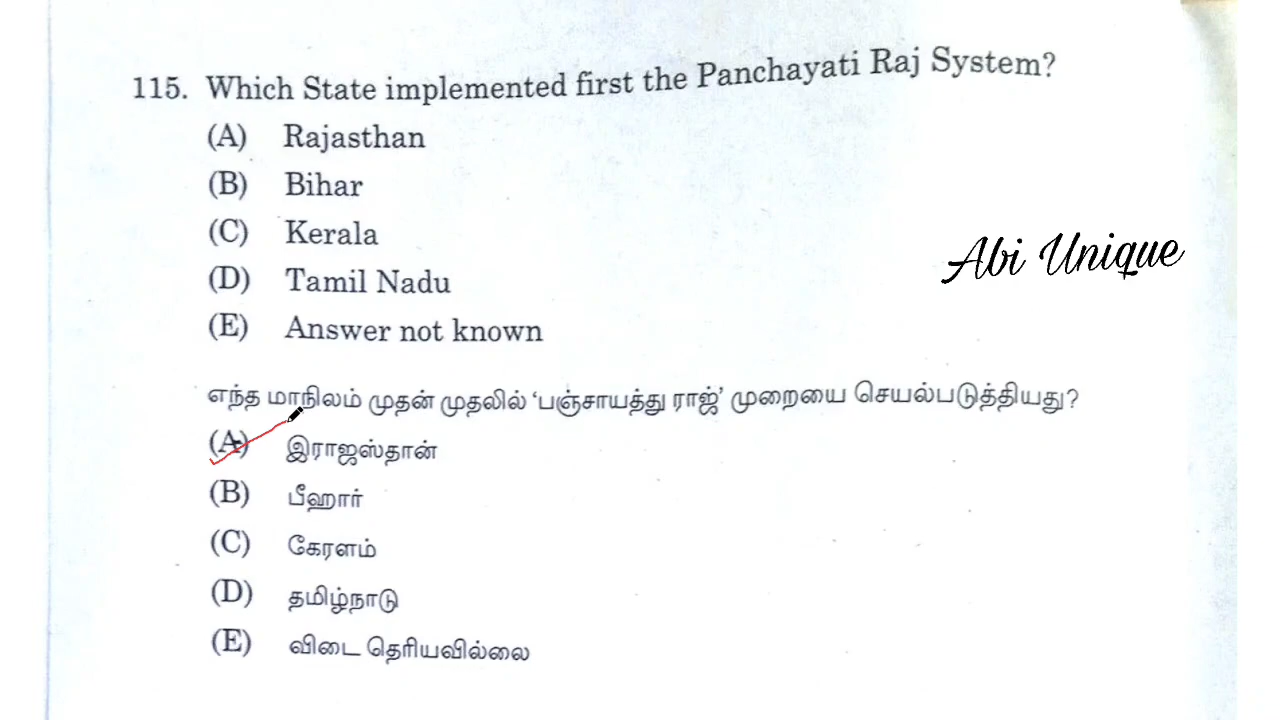 115. Which State implemented first the Panchayati Raj System?
(A) Rajasthan
(B) Bihar
(C) Kerala
(D) Tamil Nadu
(E) Answer not known
Abi Unique
எந்த மாநிலம் முதன் முதலில் ‘பஞ்சாயத்து ராஜ்’ முறையை செயல்படுத்தியது?
(A) இராஜஸ்தான்
(B) பீஹார்
(C) கேரளம்
(D) தமிழ்நாடு
(E) விடை தெரியவில்லை